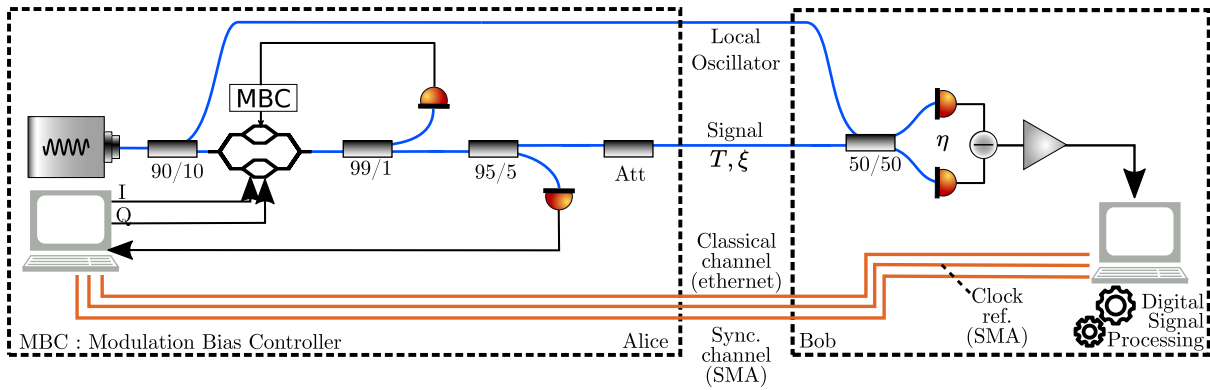 Local
Oscillator
MBC
Signal
η
90/10
99/1
95/5
Att
T, ξ
50/50
I
Q
Classical
channel
(ethernet)
Clock
ref.
(SMA)
Digital
Signal
Processing
MBC : Modulation Bias Controller
Alice
Sync.
channel
(SMA)
Bob